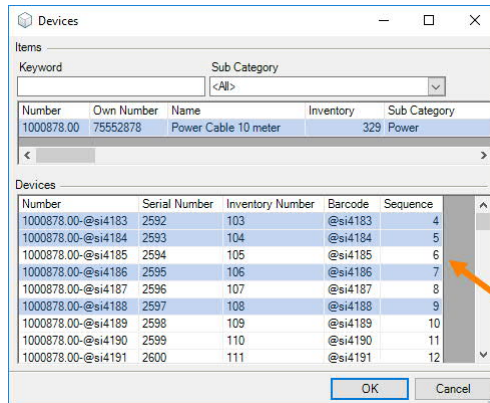 Devices
Items
Keyword Sub Category
<All>
Number Own Number Name Inventory Sub Category
1000878.00 75552878 Power Cable 10 meter 329 Power
Devices
Number Serial Number Inventory Number Barcode Sequence
1000878.00-@si4183 2592 103 @si4183 4
1000878.00-@si4184 2593 104 @si4184 5
1000878.00-@si4185 2594 105 @si4185 6
1000878.00-@si4186 2595 106 @si4186 7
1000878.00-@si4187 2596 107 @si4187 8
1000878.00-@si4188 2597 108 @si4188 9
1000878.00-@si4189 2598 109 @si4189 10
1000878.00-@si4190 2599 110 @si4190 11
1000878.00-@si4191 2600 111 @si4191 12
OK Cancel